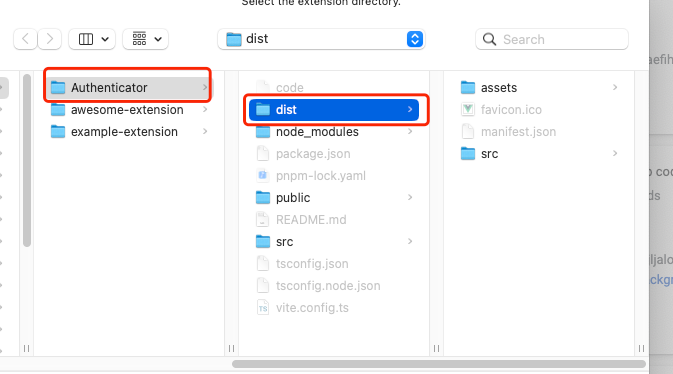 Select the extension directory.
dist
Search
Authenticator
awesome-extension
example-extension
code
dist
node_modules
package.json
pnpm-lock.yaml
public
README.md
src
tsconfig.json
tsconfig.node.json
TS
vite.config.ts
assets
favicon.ico
manifest.json
src
aefih
ds
ckgr